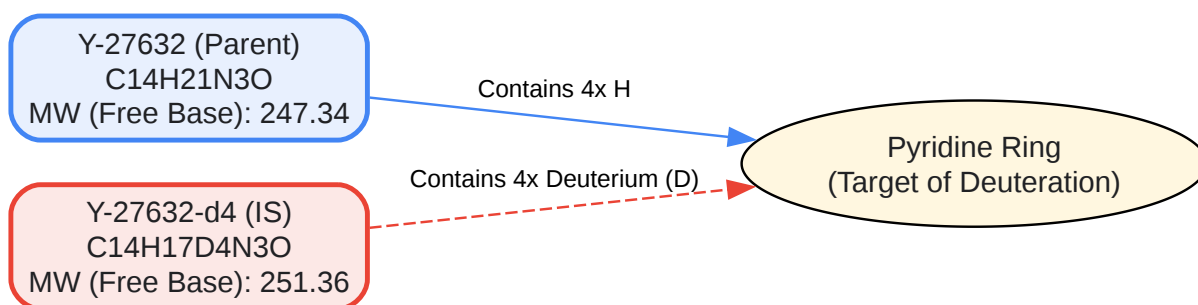 Y-27632 (Parent)
C14H21N3O
MW (Free Base): 247.34
Contains 4x H
Pyridine Ring
(Target of Deuteration)
Contains 4x Deuterium (D)
Y-27632-d4 (IS)
C14H17D4N3O
MW (Free Base): 251.36